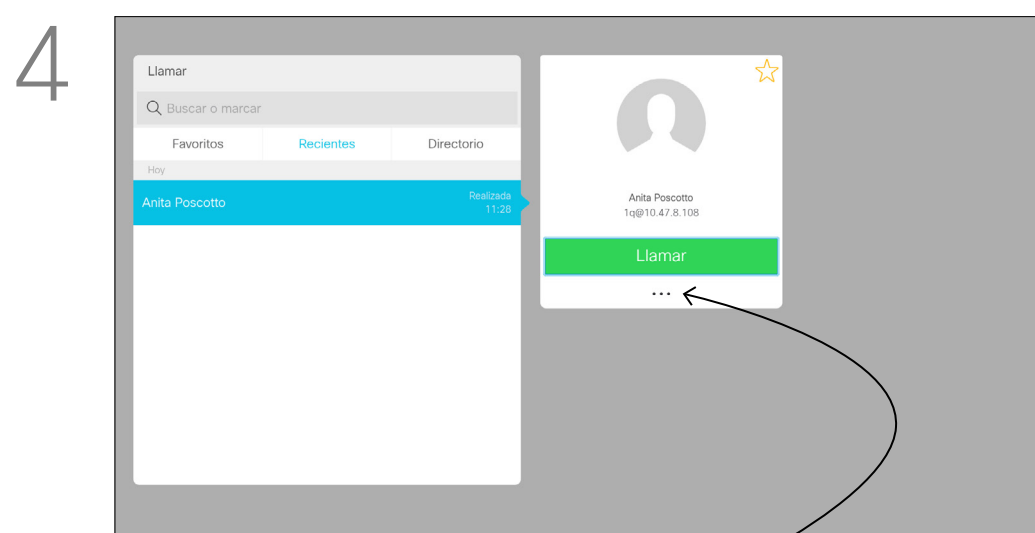 4
Llamar
Buscar o marcar
Favoritos Recientes Directorio
Hoy
Anita Poscotto Realizada
11:28
Anita Poscotto
1q@10.47.8.108
Llamar
...